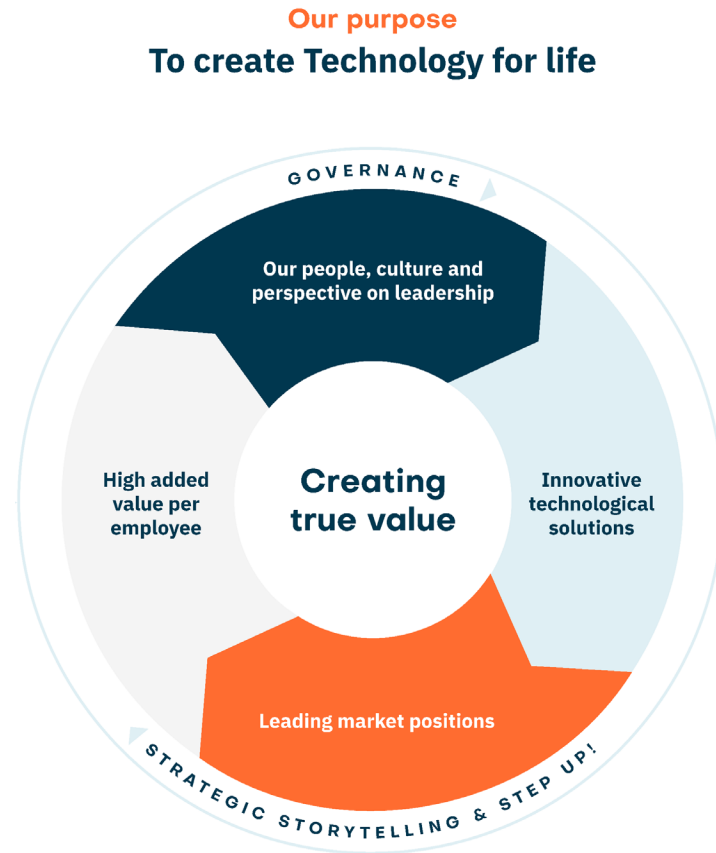 Our purpose
To create Technology for life
GOVERNANCE
Our people, culture and
perspective on leadership
High added
value per
employee
Creating
true value
Innovative
technological
solutions
Leading market positions
STRATEGIC STORYTELLING & STEP UP!